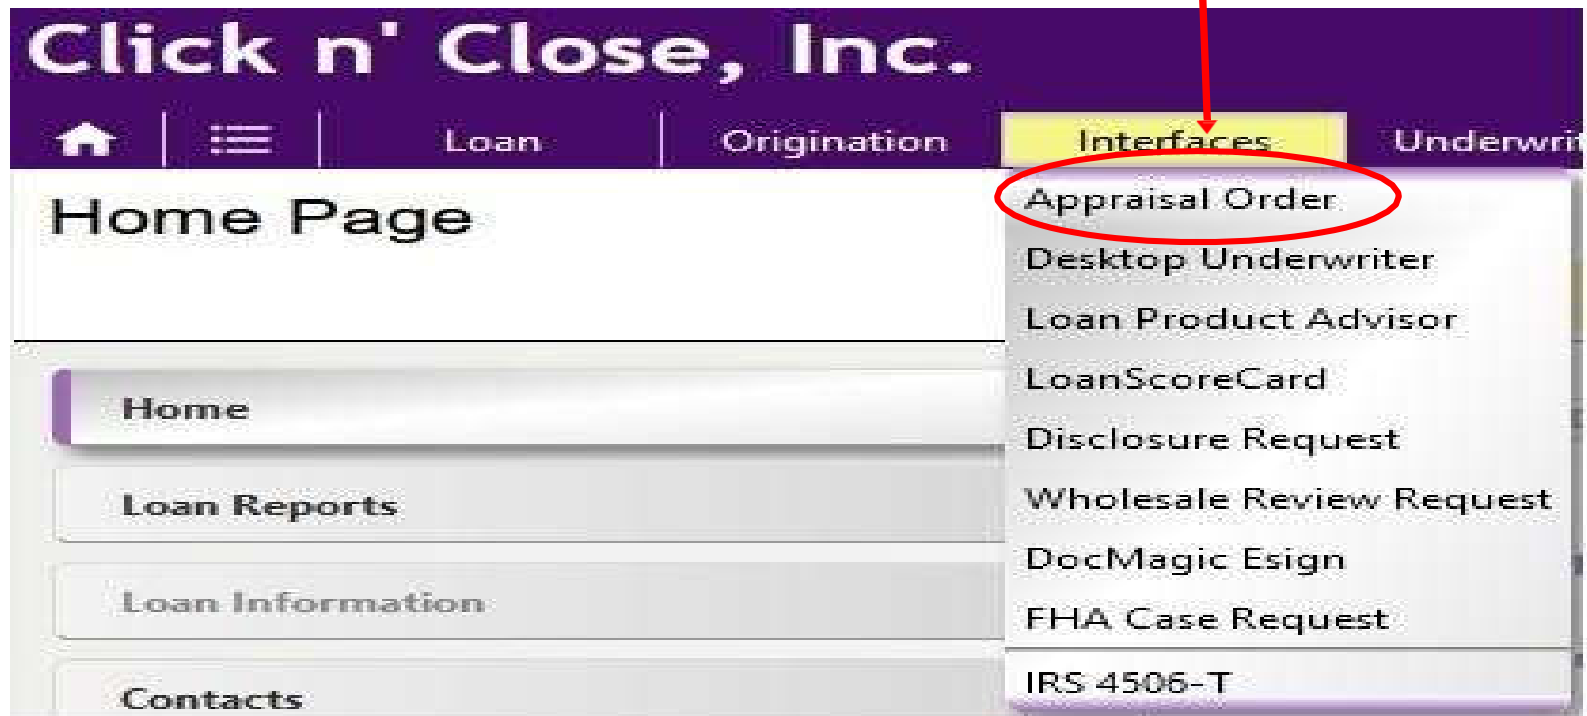 Click n' Close, Inc.
Loan Origination Interfaces Underwrit
Home Page
Appraisal Order
Desktop Underwriter
Loan Product Advisor
LoanScoreCard
Disclosure Request
Wholesale Review Request
DocMagic Esign
FHA Case Request
IRS 4506-T
Home
Loan Reports
Loan Information
Contacts